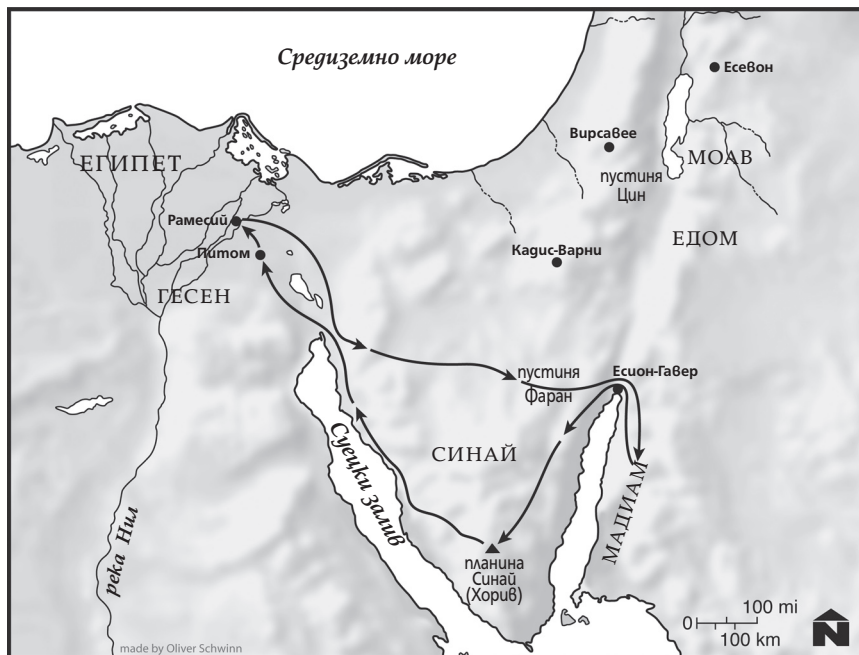 Средиземно море
Есевон
Вирсавее
МОАВ
ЕГИПЕТ
пустиня
Цин
Рамесий
ЕДОМ
Кадис-Варни
Питом
ГЕСЕН
пустиня
Фаран
Есион-Гавер
СИНАЙ
Суецки залив
МАДИАМ
река Нил
планина
Синай
(Хорив)
0 100 mi
100 km
N
made by Oliver Schwinn